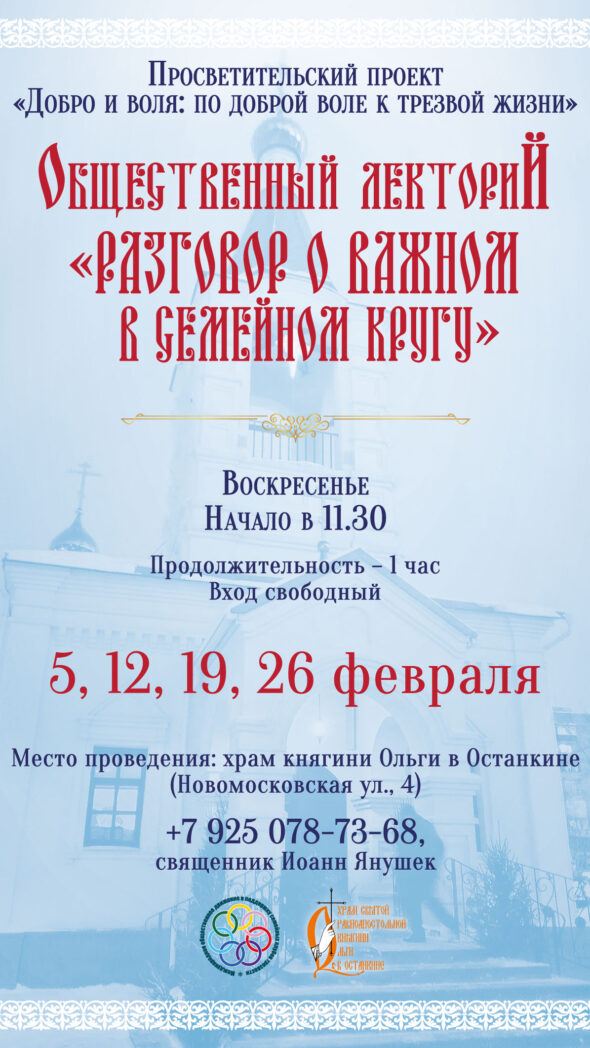 Просветительский проект
«Добро и воля: по доброй воле к трезвой жизни»
Общественный лекторий
«Разговор о важном
в семейном кругу»
Воскресенье
Начало в 11.30
Продолжительность – 1 час
Вход свободный
5, 12, 19, 26 февраля
Место проведения: храм княгини Ольги в Останкине
(Новомосковская ул., 4)
+7 925 078-73-68,
священник Иоанн Янушек
Храм святой
равноапостольной
княгини
Ольги
в Останкине